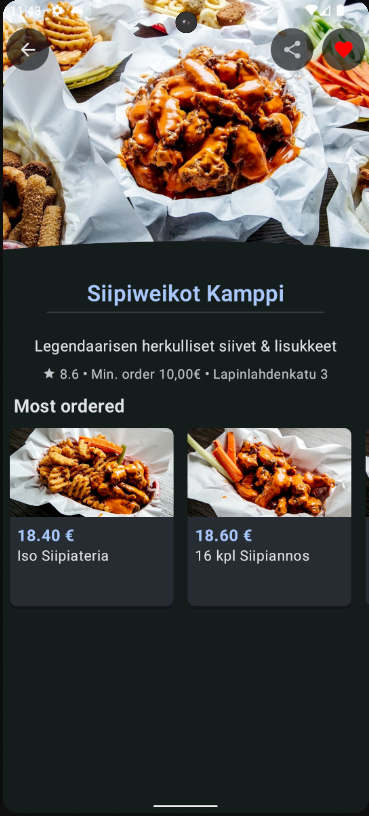 11:43
Siipiweikot Kamppi
Legendaarisen herkulliset siivet & lisukkeet
8.6 • Min. order 10,00€ • Lapinlahdenkatu 3
Most ordered
18.40 €
Iso Siipiateria
18.60 €
16 kpl Siipiannos